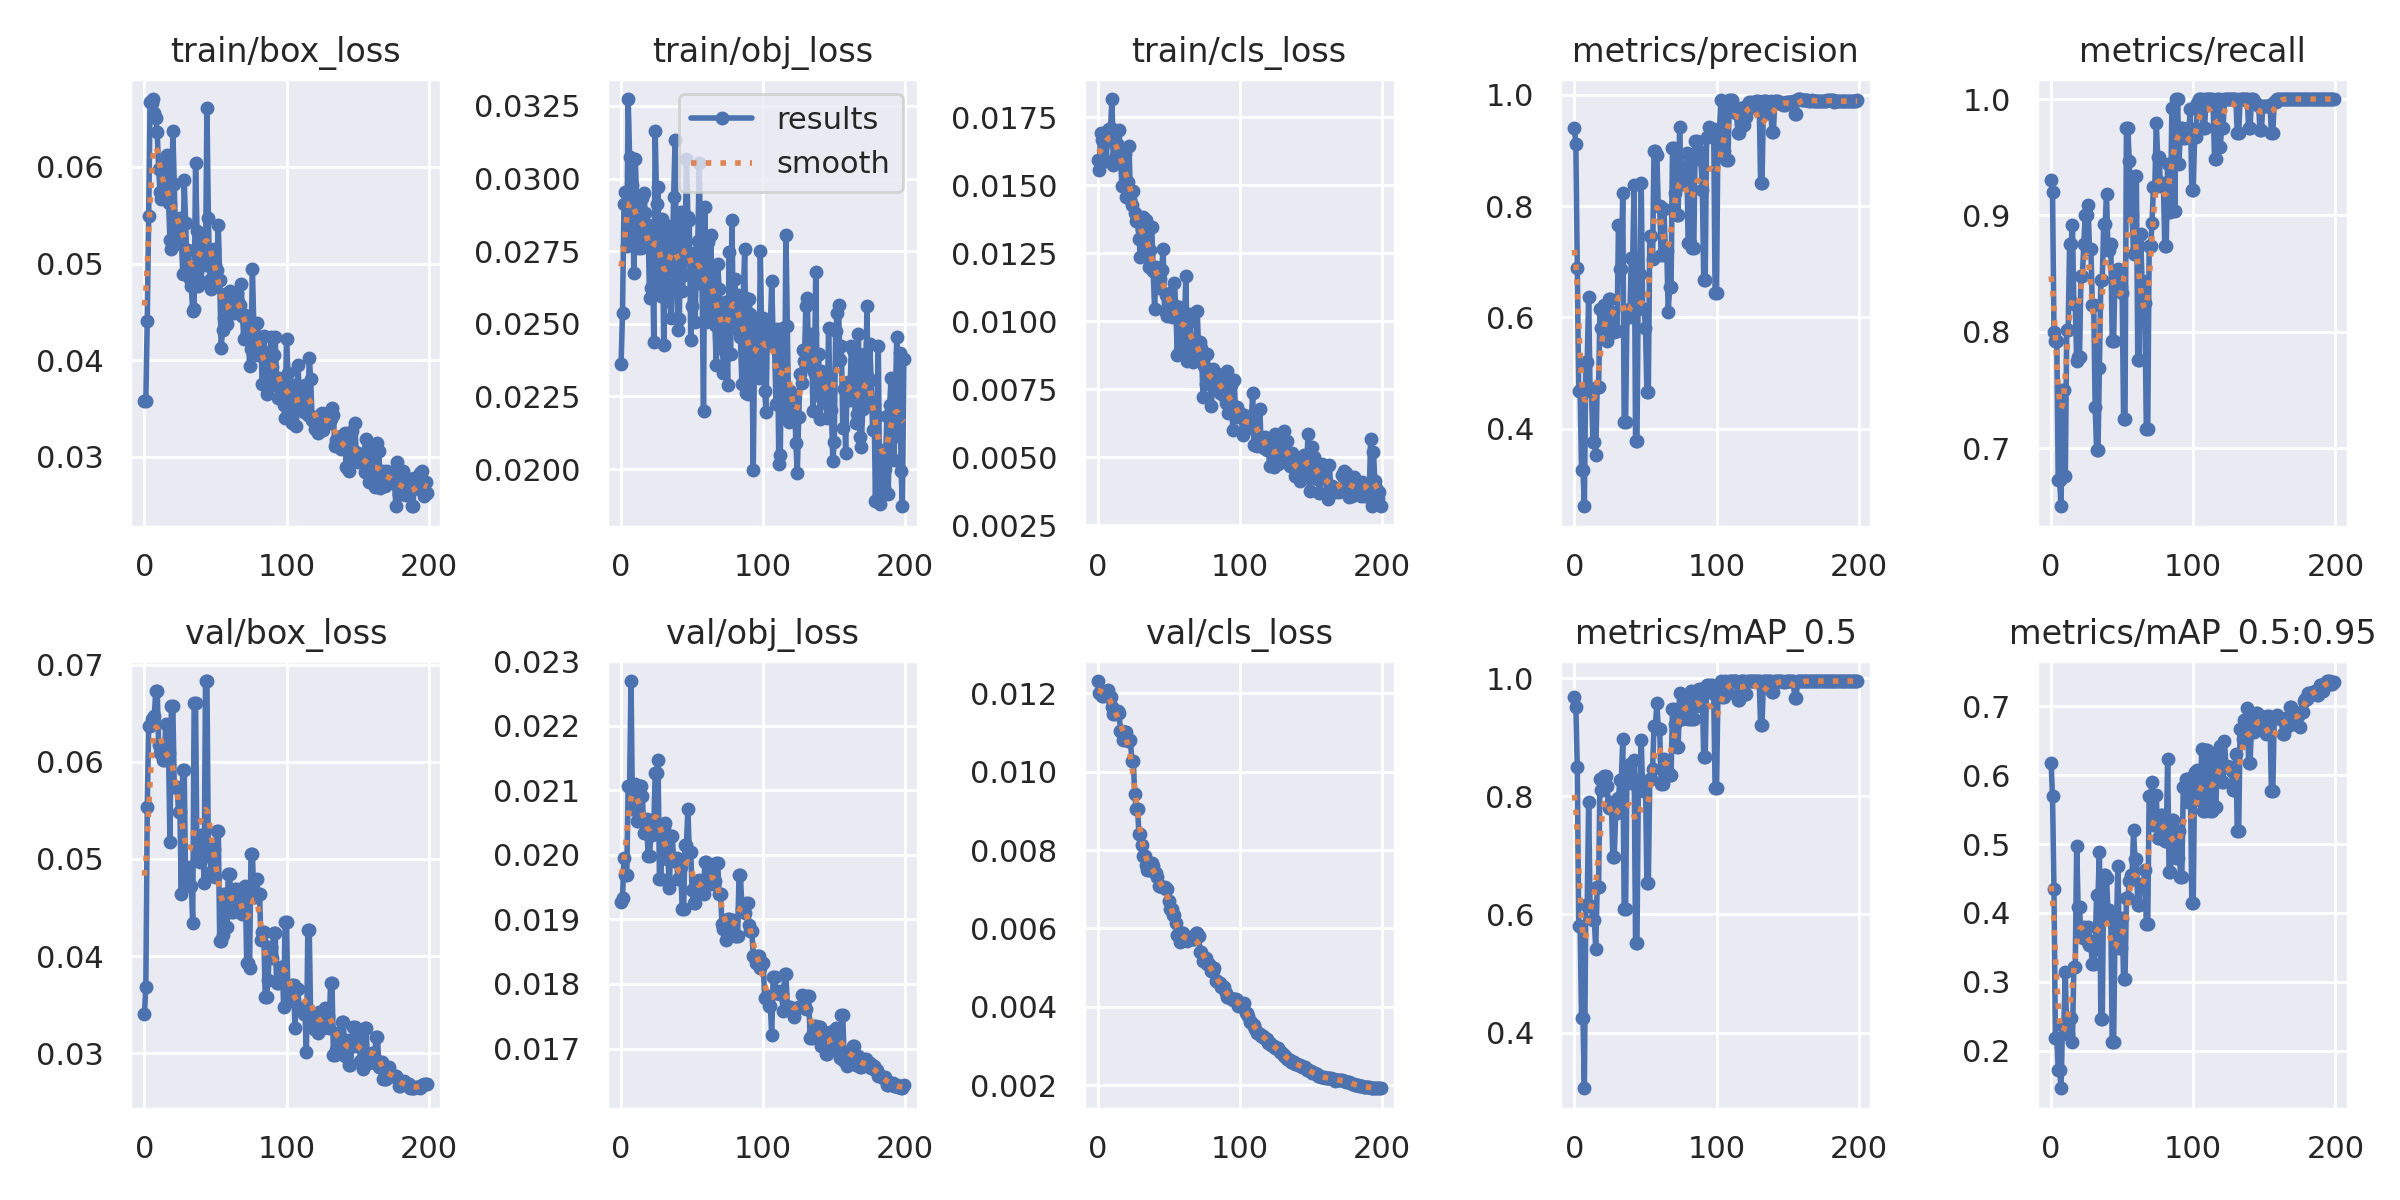 train/box_loss
0.06
0.05
0.04
0.03
0 100 200
train/obj_loss
results
smooth
0.0325
0.0300
0.0275
0.0250
0.0225
0.0200
0 100 200
train/cls_loss
0.0175
0.0150
0.0125
0.0100
0.0075
0.0050
0.0025
0 100 200
metrics/precision
1.0
0.8
0.6
0.4
0 100 200
metrics/recall
1.0
0.9
0.8
0.7
0 100 200
val/box_loss
0.07
0.06
0.05
0.04
0.03
0 100 200
val/obj_loss
0.023
0.022
0.021
0.020
0.019
0.018
0.017
0 100 200
val/cls_loss
0.012
0.010
0.008
0.006
0.004
0.002
0 100 200
metrics/mAP_0.5
1.0
0.8
0.6
0.4
0 100 200
metrics/mAP_0.5:0.95
0.7
0.6
0.5
0.4
0.3
0.2
0 100 200